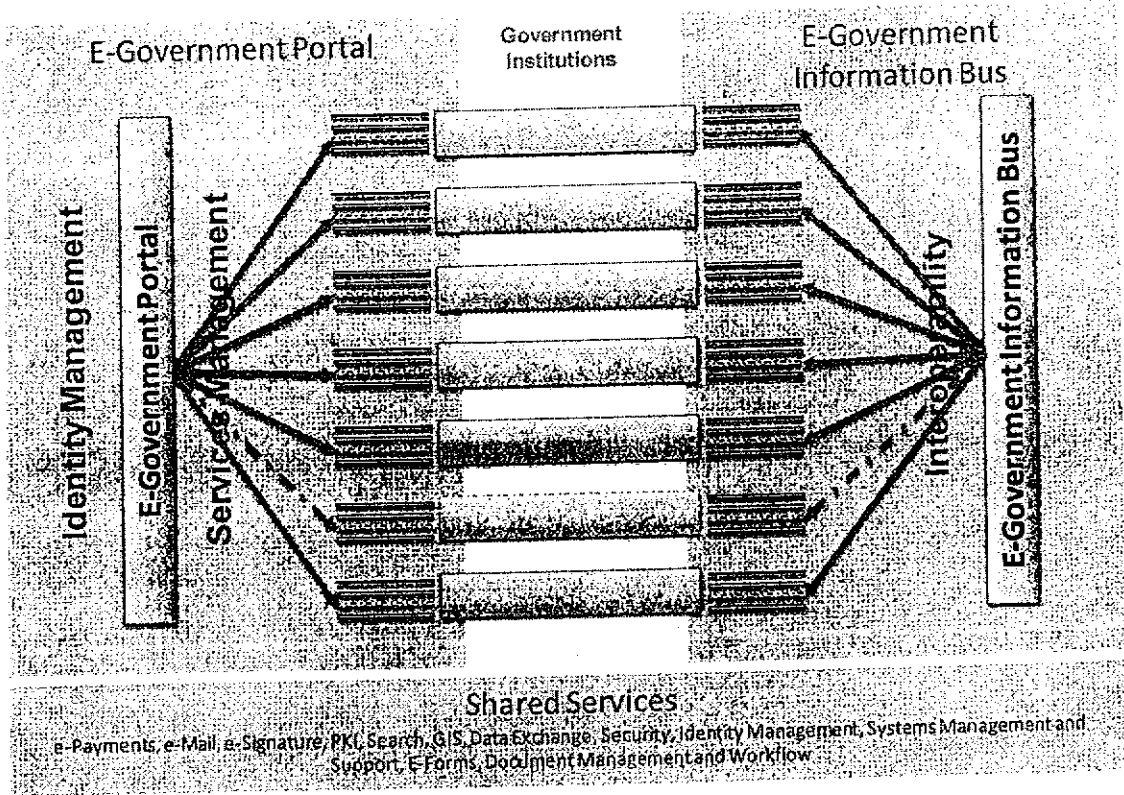 E-Government Portal
Government
Institutions
E-Government
Information Bus
Identity Management
E-Government Portal
Services Management
Interoperability
E-Government Information Bus
Shared Services
e-Payments, e-Mail, e-Signature, PKI, Search, GIS, Data Exchange, Security, Identity Management, Systems Management and
Support, E-Forms, Document Management and Workflow